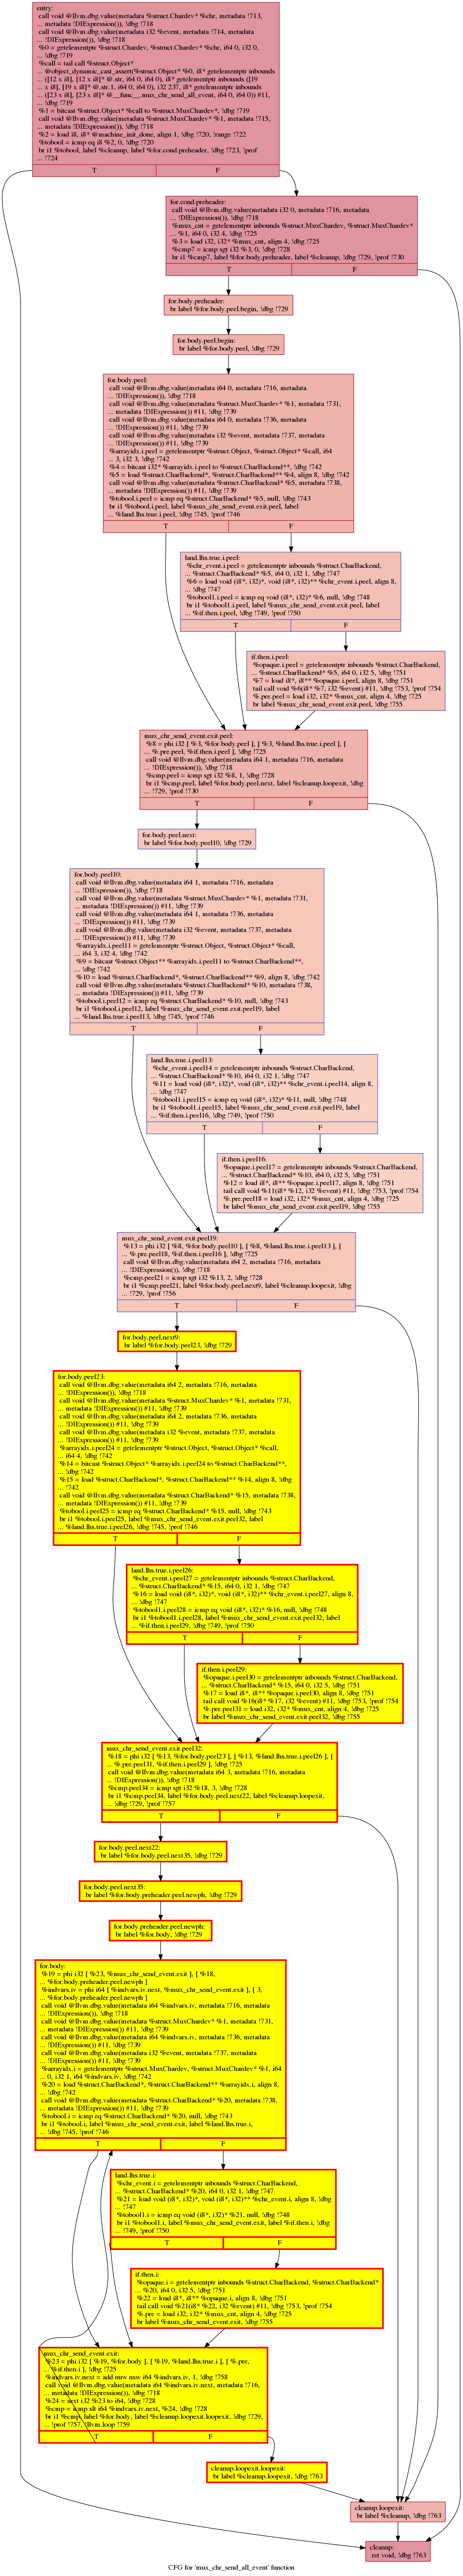 entry:
call void @llvm.dbg.value(metadata %struct.Chardev* %chr, metadata !713,
... metadata !DIExpression()), !dbg !718
call void @llvm.dbg.value(metadata i32 %event, metadata !714, metadata
... !DIExpression()), !dbg !718
%0 = getelementptr %struct.Chardev, %struct.Chardev* %chr, i64 0, i32 0,
... !dbg !719
%call = tail call %struct.Object*
... @object_dynamic_cast_assert(%struct.Object* %0, i8* getelementptr inbounds
... ([12 x i8], [12 x i8]* @.str, i64 0, i64 0), i8* getelementptr inbounds ([19
... x i8], [19 x i8]* @.str.1, i64 0, i64 0), i32 237, i8* getelementptr inbounds
... ([23 x i8], [23 x i8]* @__func__.mux_chr_send_all_event, i64 0, i64 0)) #11,
... !dbg !719
%1 = bitcast %struct.Object* %call to %struct.MuxChardev*, !dbg !719
call void @llvm.dbg.value(metadata %struct.MuxChardev* %1, metadata !715,
... metadata !DIExpression()), !dbg !718
%2 = load i8, i8* @machine_init_done, align 1, !dbg !720, !range !722
%tobool = icmp eq i8 %2, 0, !dbg !720
br i1 %tobool, label %cleanup, label %for.cond.preheader, !dbg !723, !prof
... !724
T F
for.cond.preheader:
call void @llvm.dbg.value(metadata i32 0, metadata !716, metadata
... !DIExpression()), !dbg !718
%mux_cnt = getelementptr inbounds %struct.MuxChardev, %struct.MuxChardev*
... %1, i64 0, i32 4, !dbg !725
%3 = load i32, i32* %mux_cnt, align 4, !dbg !725
%cmp7 = icmp sgt i32 %3, 0, !dbg !728
br i1 %cmp7, label %for.body.preheader, label %cleanup, !dbg !729, !prof !730
T F
for.body.preheader:
br label %for.body.peel.begin, !dbg !729
for.body.peel.begin:
br label %for.body.peel, !dbg !729
for.body.peel:
call void @llvm.dbg.value(metadata i64 0, metadata !716, metadata
... !DIExpression()), !dbg !718
call void @llvm.dbg.value(metadata %struct.MuxChardev* %1, metadata !731,
... metadata !DIExpression()) #11, !dbg !739
call void @llvm.dbg.value(metadata i64 0, metadata !736, metadata
... !DIExpression()) #11, !dbg !739
call void @llvm.dbg.value(metadata i32 %event, metadata !737, metadata
... !DIExpression()) #11, !dbg !739
%arrayidx.i.peel = getelementptr %struct.Object, %struct.Object* %call, i64
... 3, i32 3, !dbg !742
%4 = bitcast i32* %arrayidx.i.peel to %struct.CharBackend**, !dbg !742
%5 = load %struct.CharBackend*, %struct.CharBackend** %4, align 8, !dbg !742
call void @llvm.dbg.value(metadata %struct.CharBackend* %5, metadata !738,
... metadata !DIExpression()) #11, !dbg !739
%tobool.i.peel = icmp eq %struct.CharBackend* %5, null, !dbg !743
br i1 %tobool.i.peel, label %mux_chr_send_event.exit.peel, label
... %land.lhs.true.i.peel, !dbg !745, !prof !746
T F
land.lhs.true.i.peel:
%chr_event.i.peel = getelementptr inbounds %struct.CharBackend,
... %struct.CharBackend* %5, i64 0, i32 1, !dbg !747
%6 = load void (i8*, i32)*, void (i8*, i32)** %chr_event.i.peel, align 8,
... !dbg !747
%tobool1.i.peel = icmp eq void (i8*, i32)* %6, null, !dbg !748
br i1 %tobool1.i.peel, label %mux_chr_send_event.exit.peel, label
... %if.then.i.peel, !dbg !749, !prof !750
T F
if.then.i.peel:
%opaque.i.peel = getelementptr inbounds %struct.CharBackend,
... %struct.CharBackend* %5, i64 0, i32 5, !dbg !751
%7 = load i8*, i8** %opaque.i.peel, align 8, !dbg !751
tail call void %6(i8* %7, i32 %event) #11, !dbg !753, !prof !754
%.pre.peel = load i32, i32* %mux_cnt, align 4, !dbg !725
br label %mux_chr_send_event.exit.peel, !dbg !755
mux_chr_send_event.exit.peel:
%8 = phi i32 [ %3, %for.body.peel ], [ %3, %land.lhs.true.i.peel ], [
... %.pre.peel, %if.then.i.peel ], !dbg !725
call void @llvm.dbg.value(metadata i64 1, metadata !716, metadata
... !DIExpression()), !dbg !718
%cmp.peel = icmp sgt i32 %8, 1, !dbg !728
br i1 %cmp.peel, label %for.body.peel.next, label %cleanup.loopexit, !dbg
... !729, !prof !730
T F
for.body.peel.next:
br label %for.body.peel10, !dbg !729
for.body.peel10:
call void @llvm.dbg.value(metadata i64 1, metadata !716, metadata
... !DIExpression()), !dbg !718
call void @llvm.dbg.value(metadata %struct.MuxChardev* %1, metadata !731,
... metadata !DIExpression()) #11, !dbg !739
call void @llvm.dbg.value(metadata i64 1, metadata !736, metadata
... !DIExpression()) #11, !dbg !739
call void @llvm.dbg.value(metadata i32 %event, metadata !737, metadata
... !DIExpression()) #11, !dbg !739
%arrayidx.i.peel11 = getelementptr %struct.Object, %struct.Object* %call,
... i64 3, i32 4, !dbg !742
%9 = bitcast %struct.Object** %arrayidx.i.peel11 to %struct.CharBackend**,
... !dbg !742
%10 = load %struct.CharBackend*, %struct.CharBackend** %9, align 8, !dbg !742
call void @llvm.dbg.value(metadata %struct.CharBackend* %10, metadata !738,
... metadata !DIExpression()) #11, !dbg !739
%tobool.i.peel12 = icmp eq %struct.CharBackend* %10, null, !dbg !743
br i1 %tobool.i.peel12, label %mux_chr_send_event.exit.peel19, label
... %land.lhs.true.i.peel13, !dbg !745, !prof !746
T F
land.lhs.true.i.peel13:
%chr_event.i.peel14 = getelementptr inbounds %struct.CharBackend,
... %struct.CharBackend* %10, i64 0, i32 1, !dbg !747
%11 = load void (i8*, i32)*, void (i8*, i32)** %chr_event.i.peel14, align 8,
... !dbg !747
%tobool1.i.peel15 = icmp eq void (i8*, i32)* %11, null, !dbg !748
br i1 %tobool1.i.peel15, label %mux_chr_send_event.exit.peel19, label
... %if.then.i.peel16, !dbg !749, !prof !750
T F
if.then.i.peel16:
%opaque.i.peel17 = getelementptr inbounds %struct.CharBackend,
... %struct.CharBackend* %10, i64 0, i32 5, !dbg !751
%12 = load i8*, i8** %opaque.i.peel17, align 8, !dbg !751
tail call void %11(i8* %12, i32 %event) #11, !dbg !753, !prof !754
%.pre.peel18 = load i32, i32* %mux_cnt, align 4, !dbg !725
br label %mux_chr_send_event.exit.peel19, !dbg !755
mux_chr_send_event.exit.peel19:
%13 = phi i32 [ %8, %for.body.peel10 ], [ %8, %land.lhs.true.i.peel13 ], [
... %.pre.peel18, %if.then.i.peel16 ], !dbg !725
call void @llvm.dbg.value(metadata i64 2, metadata !716, metadata
... !DIExpression()), !dbg !718
%cmp.peel21 = icmp sgt i32 %13, 2, !dbg !728
br i1 %cmp.peel21, label %for.body.peel.next9, label %cleanup.loopexit, !dbg
... !729, !prof !756
T F
for.body.peel.next9:
br label %for.body.peel23, !dbg !729
for.body.peel23:
call void @llvm.dbg.value(metadata i64 2, metadata !716, metadata
... !DIExpression()), !dbg !718
call void @llvm.dbg.value(metadata %struct.MuxChardev* %1, metadata !731,
... metadata !DIExpression()) #11, !dbg !739
call void @llvm.dbg.value(metadata i64 2, metadata !736, metadata
... !DIExpression()) #11, !dbg !739
call void @llvm.dbg.value(metadata i32 %event, metadata !737, metadata
... !DIExpression()) #11, !dbg !739
%arrayidx.i.peel24 = getelementptr %struct.Object, %struct.Object* %call,
... i64 4, !dbg !742
%14 = bitcast %struct.Object* %arrayidx.i.peel24 to %struct.CharBackend**,
... !dbg !742
%15 = load %struct.CharBackend*, %struct.CharBackend** %14, align 8, !dbg
... !742
call void @llvm.dbg.value(metadata %struct.CharBackend* %15, metadata !738,
... metadata !DIExpression()) #11, !dbg !739
%tobool.i.peel25 = icmp eq %struct.CharBackend* %15, null, !dbg !743
br i1 %tobool.i.peel25, label %mux_chr_send_event.exit.peel32, label
... %land.lhs.true.i.peel26, !dbg !745, !prof !746
T F
land.lhs.true.i.peel26:
%chr_event.i.peel27 = getelementptr inbounds %struct.CharBackend,
... %struct.CharBackend* %15, i64 0, i32 1, !dbg !747
%16 = load void (i8*, i32)*, void (i8*, i32)** %chr_event.i.peel27, align 8,
... !dbg !747
%tobool1.i.peel28 = icmp eq void (i8*, i32)* %16, null, !dbg !748
br i1 %tobool1.i.peel28, label %mux_chr_send_event.exit.peel32, label
... %if.then.i.peel29, !dbg !749, !prof !750
T F
if.then.i.peel29:
%opaque.i.peel30 = getelementptr inbounds %struct.CharBackend,
... %struct.CharBackend* %15, i64 0, i32 5, !dbg !751
%17 = load i8*, i8** %opaque.i.peel30, align 8, !dbg !751
tail call void %16(i8* %17, i32 %event) #11, !dbg !753, !prof !754
%.pre.peel31 = load i32, i32* %mux_cnt, align 4, !dbg !725
br label %mux_chr_send_event.exit.peel32, !dbg !755
mux_chr_send_event.exit.peel32:
%18 = phi i32 [ %13, %for.body.peel23 ], [ %13, %land.lhs.true.i.peel26 ], [
... %.pre.peel31, %if.then.i.peel29 ], !dbg !725
call void @llvm.dbg.value(metadata i64 3, metadata !716, metadata
... !DIExpression()), !dbg !718
%cmp.peel34 = icmp sgt i32 %18, 3, !dbg !728
br i1 %cmp.peel34, label %for.body.peel.next22, label %cleanup.loopexit,
... !dbg !729, !prof !757
T F
for.body.peel.next22:
br label %for.body.peel.next35, !dbg !729
for.body.peel.next35:
br label %for.body.preheader.peel.newph, !dbg !729
for.body.preheader.peel.newph:
br label %for.body, !dbg !729
for.body:
%19 = phi i32 [ %23, %mux_chr_send_event.exit ], [ %18,
... %for.body.preheader.peel.newph ]
%indvars.iv = phi i64 [ %indvars.iv.next, %mux_chr_send_event.exit ], [ 3,
... %for.body.preheader.peel.newph ]
call void @llvm.dbg.value(metadata i64 %indvars.iv, metadata !716, metadata
... !DIExpression()), !dbg !718
call void @llvm.dbg.value(metadata %struct.MuxChardev* %1, metadata !731,
... metadata !DIExpression()) #11, !dbg !739
call void @llvm.dbg.value(metadata i64 %indvars.iv, metadata !736, metadata
... !DIExpression()) #11, !dbg !739
call void @llvm.dbg.value(metadata i32 %event, metadata !737, metadata
... !DIExpression()) #11, !dbg !739
%arrayidx.i = getelementptr %struct.MuxChardev, %struct.MuxChardev* %1, i64
... 0, i32 1, i64 %indvars.iv, !dbg !742
%20 = load %struct.CharBackend*, %struct.CharBackend** %arrayidx.i, align 8,
... !dbg !742
call void @llvm.dbg.value(metadata %struct.CharBackend* %20, metadata !738,
... metadata !DIExpression()) #11, !dbg !739
%tobool.i = icmp eq %struct.CharBackend* %20, null, !dbg !743
br i1 %tobool.i, label %mux_chr_send_event.exit, label %land.lhs.true.i,
... !dbg !745, !prof !746
T F
land.lhs.true.i:
%chr_event.i = getelementptr inbounds %struct.CharBackend,
... %struct.CharBackend* %20, i64 0, i32 1, !dbg !747
%21 = load void (i8*, i32)*, void (i8*, i32)** %chr_event.i, align 8, !dbg
... !747
%tobool1.i = icmp eq void (i8*, i32)* %21, null, !dbg !748
br i1 %tobool1.i, label %mux_chr_send_event.exit, label %if.then.i, !dbg
... !749, !prof !750
T F
if.then.i:
%opaque.i = getelementptr inbounds %struct.CharBackend, %struct.CharBackend*
... %20, i64 0, i32 5, !dbg !751
%22 = load i8*, i8** %opaque.i, align 8, !dbg !751
tail call void %21(i8* %22, i32 %event) #11, !dbg !753, !prof !754
%.pre = load i32, i32* %mux_cnt, align 4, !dbg !725
br label %mux_chr_send_event.exit, !dbg !755
mux_chr_send_event.exit:
%23 = phi i32 [ %19, %for.body ], [ %19, %land.lhs.true.i ], [ %.pre,
... %if.then.i ], !dbg !725
%indvars.iv.next = add nuw nsw i64 %indvars.iv, 1, !dbg !758
call void @llvm.dbg.value(metadata i64 %indvars.iv.next, metadata !716,
... metadata !DIExpression()), !dbg !718
%24 = sext i32 %23 to i64, !dbg !728
%cmp = icmp slt i64 %indvars.iv.next, %24, !dbg !728
br i1 %cmp, label %for.body, label %cleanup.loopexit.loopexit, !dbg !729,
... !prof !757, !llvm.loop !759
T F
cleanup.loopexit.loopexit:
br label %cleanup.loopexit, !dbg !763
cleanup.loopexit:
br label %cleanup, !dbg !763
cleanup:
ret void, !dbg !763
CFG for 'mux_chr_send_all_event' function